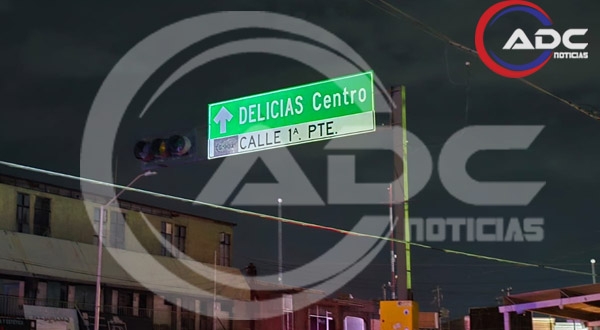 ADC
NOTICIAS
DELICIAS Centro
CALLE 1ª. PTE.
ADC
NOTICIAS